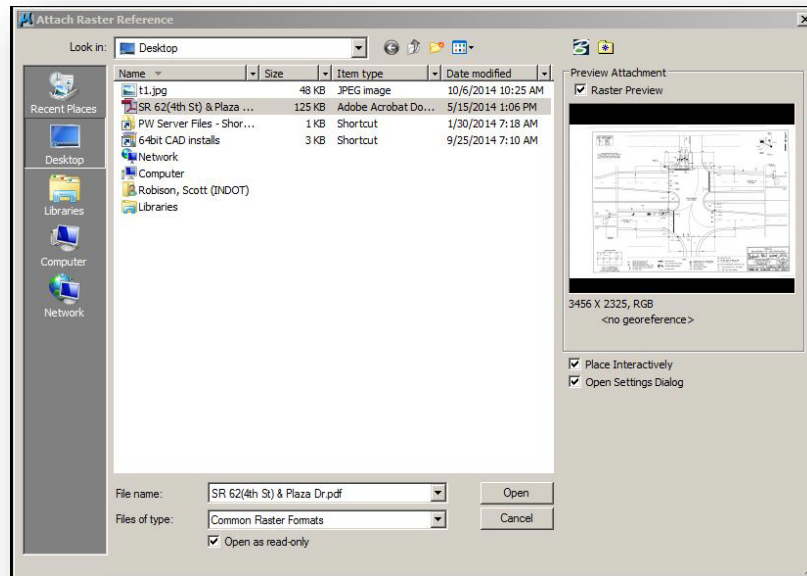 Attach Raster Reference
Look in: Desktop
Recent Places
Desktop
Libraries
Computer
Network
Name Size Item type Date modified
t1.jpg 48 KB JPEG image 10/6/2014 10:25 AM
SR 62(4th St) & Plaza ... 125 KB Adobe Acrobat Do... 5/15/2014 1:06 PM
PW Server Files - Shor... 1 KB Shortcut 1/30/2014 7:18 AM
64bit CAD installs 3 KB Shortcut 9/25/2014 7:10 AM
Network
Computer
Robison, Scott (INDOT)
Libraries
Preview Attachment
Raster Preview
3456 X 2325, RGB
<no georeference>
Place Interactively
Open Settings Dialog
File name: SR 62(4th St) & Plaza Dr.pdf Open
Files of type: Common Raster Formats Cancel
Open as read-only